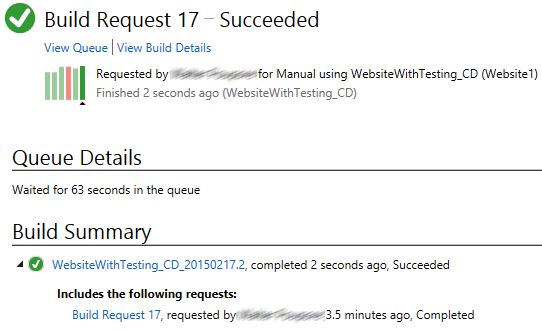 Build Request 17 – Succeeded
View Queue | View Build Details
Requested by for Manual using WebsiteWithTesting_CD (Website1)
Finished 2 seconds ago (WebsiteWithTesting_CD)
Queue Details
Waited for 63 seconds in the queue
Build Summary
WebsiteWithTesting_CD_20150217.2, completed 2 seconds ago, Succeeded
Includes the following requests:
Build Request 17, requested by 3.5 minutes ago, Completed